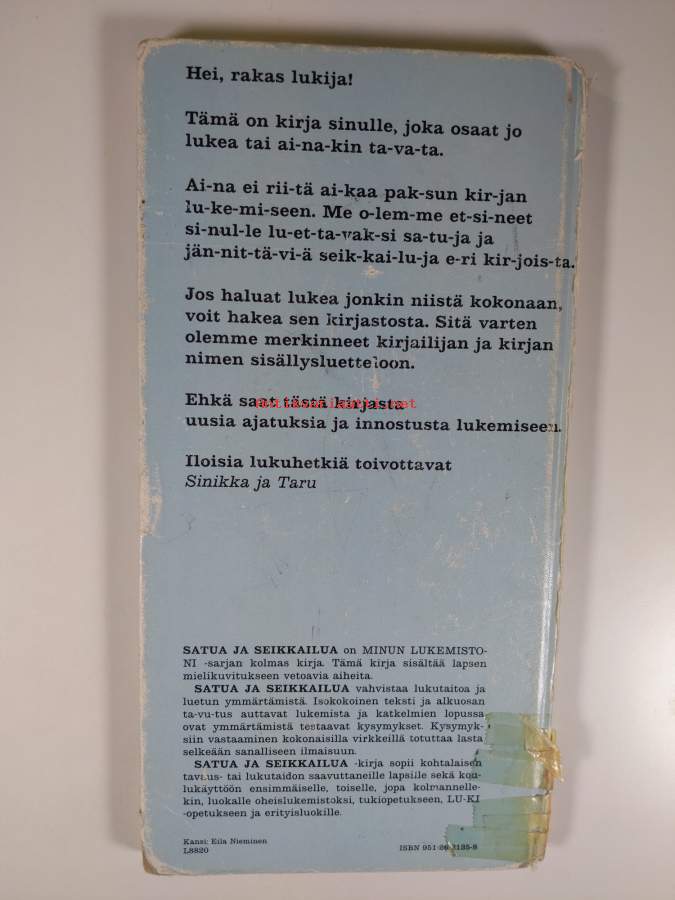 Hei, rakas lukija!
Tämä on kirja sinulle, joka osaat jo
lukea tai ai-na-kin ta-va-ta.
Ai-na ei rii-tä ai-kaa pak-sun kir-jan
lu-ke-mi-seen. Me o-lem-me et-si-neet
si-nul-le lu-et-ta-vak-si sa-tu-ja ja
jän-nit-tä-vi-ä seik-kai-lu-ja e-ri kir-jois-ta.
Jos haluat lukea jonkin niistä kokonaan,
voit hakea sen kirjastosta. Sitä varten
olemme merkinneet kirjailijan ja kirjan
nimen sisällysluetteloon.
Ehkä saat tästä kirjasta
uusia ajatuksia ja innostusta lukemiseen.
Iloisia lukuhetkiä toivottavat
Sinikka ja Taru
SATUA JA SEIKKAILUA on MINUN LUKEMISTO-
NI -sarjan kolmas kirja. Tämä kirja sisältää lapsen
mielikuvitukseen vetoavia aiheita.
SATUA JA SEIKKAILUA vahvistaa lukutaitoa ja
luetun ymmärtämistä. Isokokoinen teksti ja alkuosan
ta-vu-tus auttavat lukemista ja katkelmien lopussa
ovat ymmärtämistä testaavat kysymykset. Kysymyk-
siin vastaaminen kokonaisilla virkkeillä totuttaa lasta
selkeään sanalliseen ilmaisuun.
SATUA JA SEIKKAILUA -kirja sopii kohtalaisen
tavaus- tai lukutaidon saavuttaneille lapsille sekä kou-
lukäyttöön ensimmäiselle, toiselle, jopa kolmannelle-
kin, luokalle oheislukemistoksi, tukiopetukseen, LU-KI
-opetukseen ja erityisluokille.
Kansi: Eila Nieminen
L8820
ISBN 951-26-